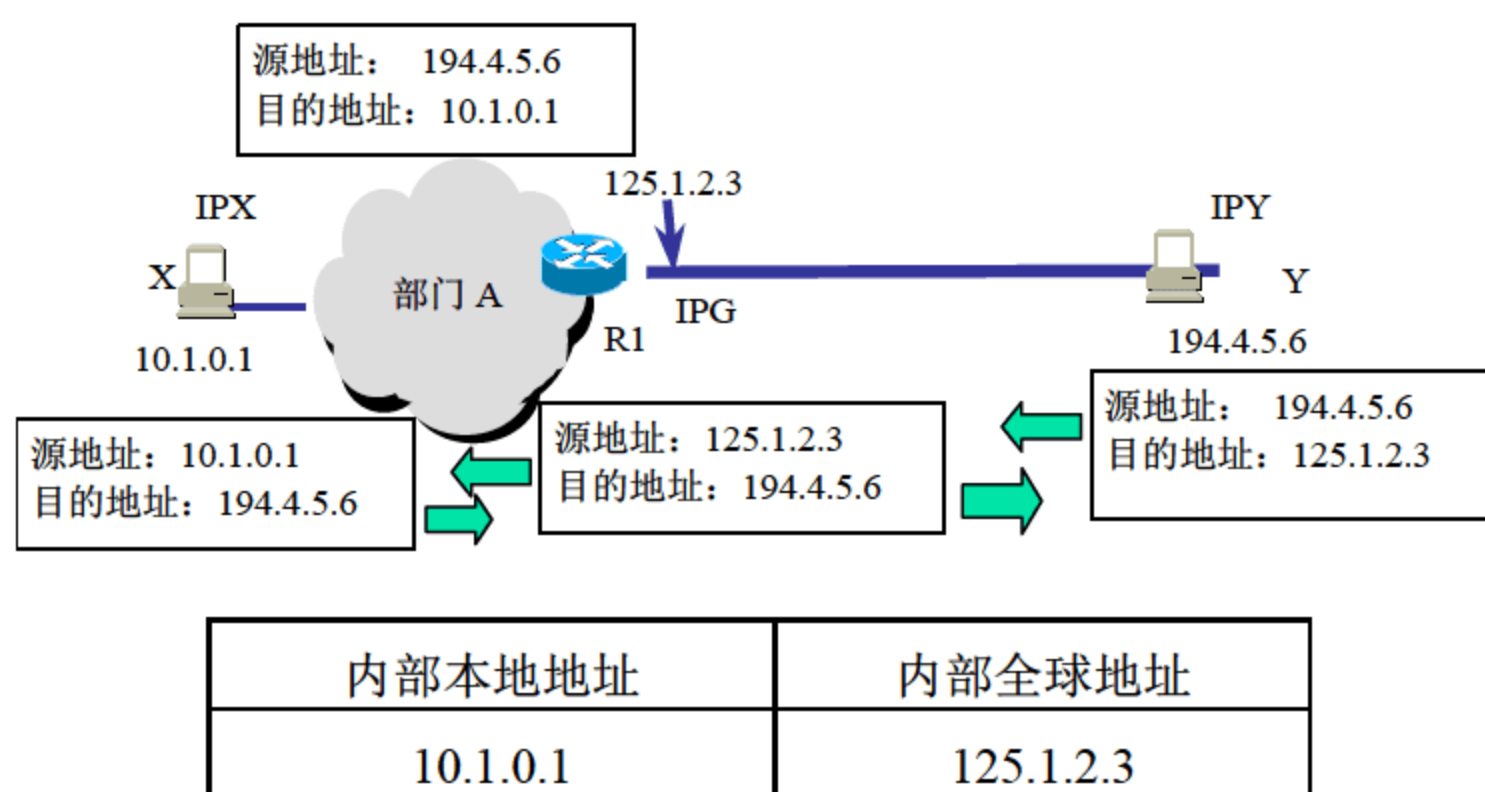 源地址： 194.4.5.6
目的地址：10.1.0.1
125.1.2.3
IPX
IPY
X
部门 A
Y
IPG
R1
10.1.0.1
194.4.5.6
源地址：10.1.0.1
目的地址：194.4.5.6
源地址：125.1.2.3
目的地址：194.4.5.6
源地址： 194.4.5.6
目的地址：125.1.2.3
内部本地地址 内部全球地址
10.1.0.1 125.1.2.3